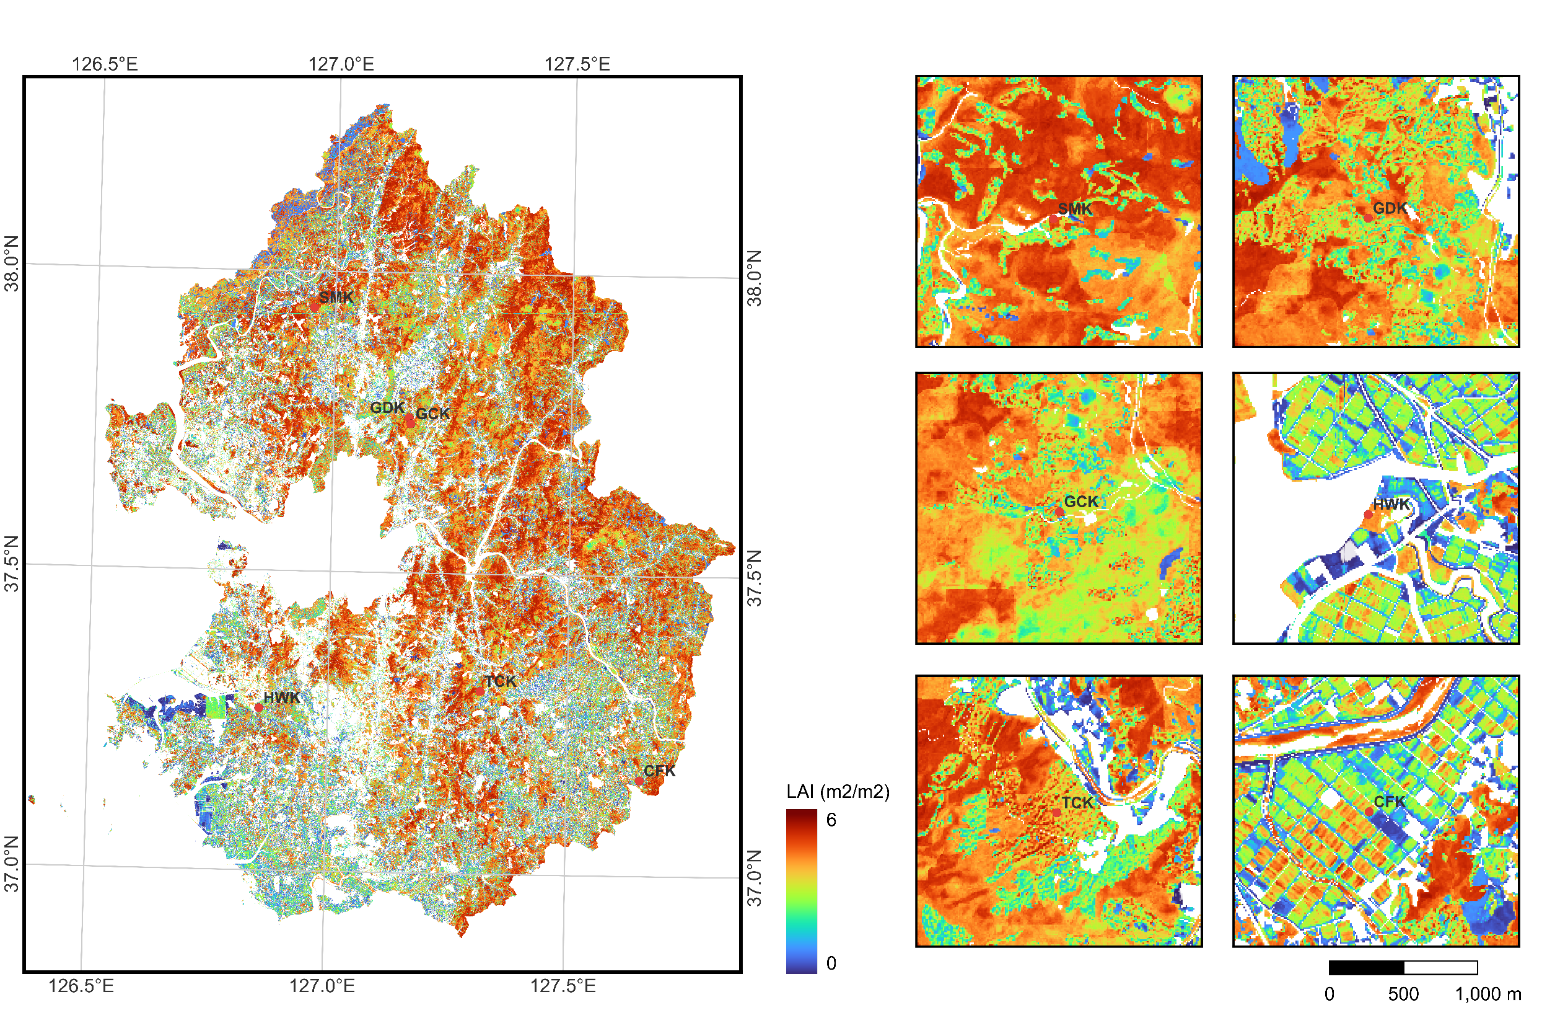 126.5°E 127.0°E 127.5°E
38.0°N
37.5°N
37.0°N
SMK
GDK GCK
TCK
HWK
CFK
38.0°N
37.5°N
37.0°N
126.5°E 127.0°E 127.5°E
LAI (m2/m2)
6
0
SMK
GDK
GCK
HWK
TCK
CFK
0 500 1,000 m